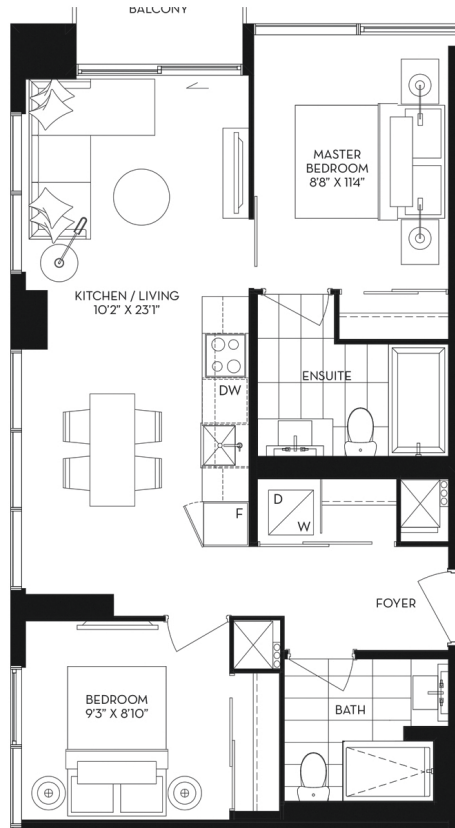 BALCONY
MASTER
BEDROOM
8'8" X 11'4"
KITCHEN / LIVING
10'2" X 23'1"
ENSUITE
DW
D
W
F
FOYER
BEDROOM
9'3" X 8'10"
BATH